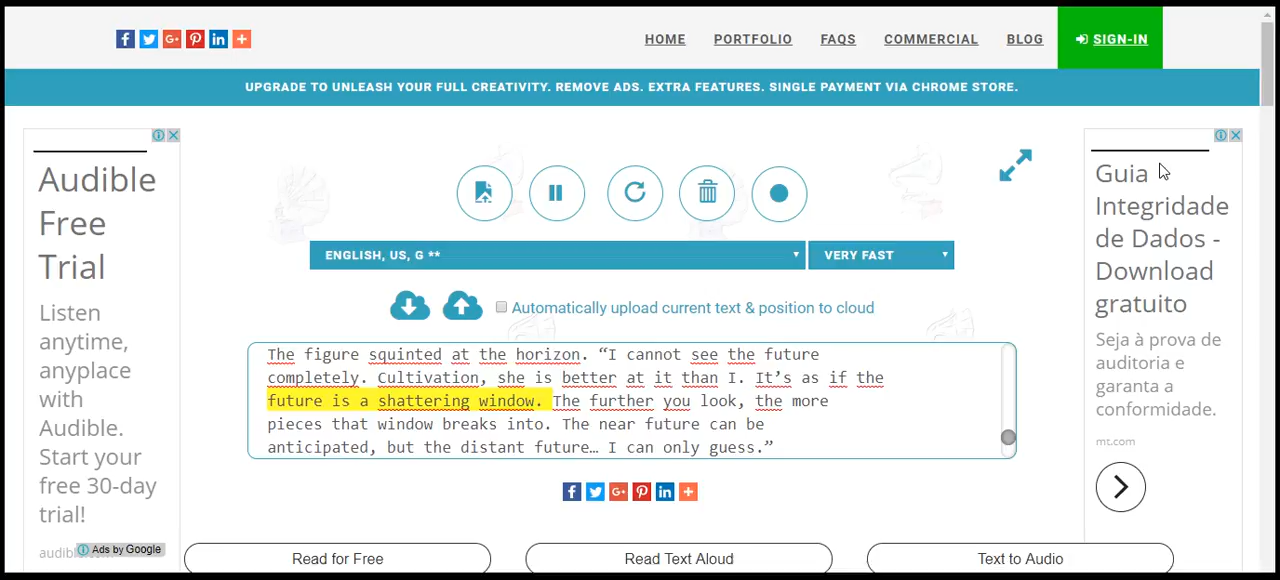 HOME PORTFOLIO FAQS COMMERCIAL BLOG SIGN-IN
UPGRADE TO UNLEASH YOUR FULL CREATIVITY. REMOVE ADS. EXTRA FEATURES. SINGLE PAYMENT VIA CHROME STORE.
Audible
Free
Trial
Listen
anytime,
anyplace
with
Audible.
Start your
free 30-day
trial!
Ads by Google
ENGLISH, US, G **
VERY FAST
Automatically upload current text & position to cloud
The figure squinted at the horizon. “I cannot see the future
completely. Cultivation, she is better at it than I. It’s as if the
future is a shattering window. The further you look, the more
pieces that window breaks into. The near future can be
anticipated, but the distant future… I can only guess.”
Guia
Integridade
de Dados -
Download
gratuito
Seja à prova de
auditoria e
garanta a
conformidade.
mt.com
Read for Free
Read Text Aloud
Text to Audio